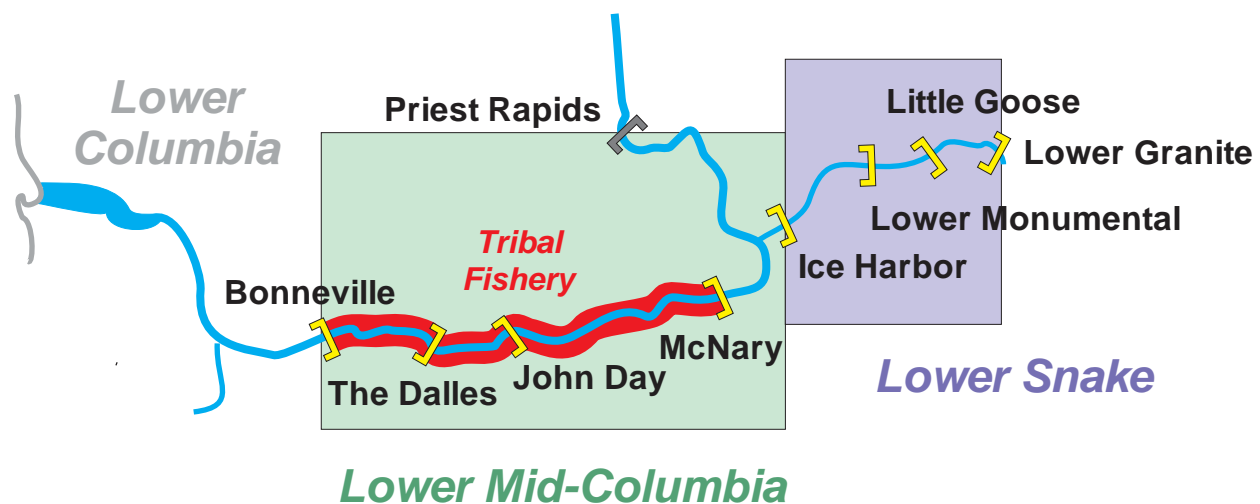 Lower
Columbia
Priest Rapids
Little Goose
Lower Granite
Lower Monumental
Tribal
Fishery
Ice Harbor
Bonneville
McNary
John Day
The Dalles
Lower Snake
Lower Mid-Columbia